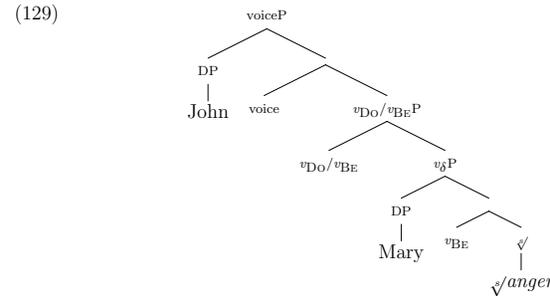 (129)
voiceP
DP
John
voice
vDO/vBEP
vDO/vBE
vδP
DP
Mary
vBE
s√
s√anger